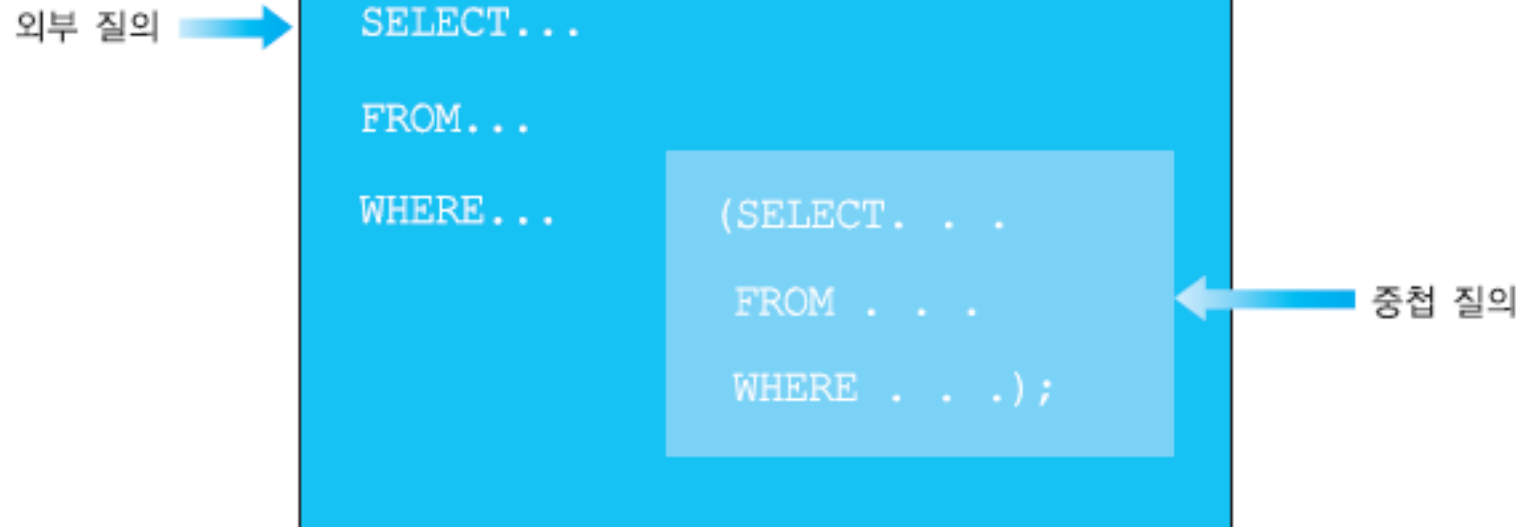 외부 질의
SELECT...
FROM...
WHERE...
(SELECT. . .
FROM . . .
WHERE . . .);
중첩 질의